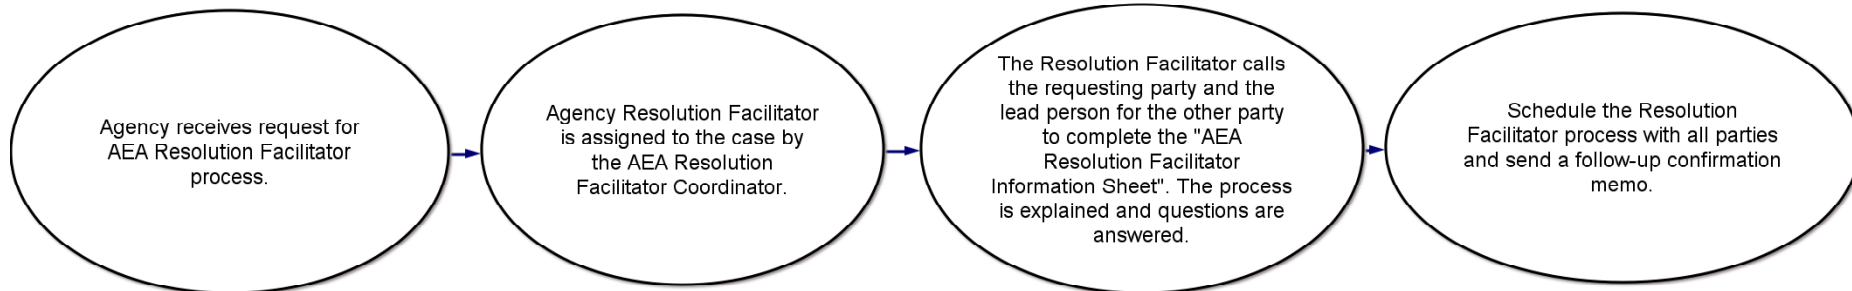 Agency receives request for
AEA Resolution Facilitator
process.
Agency Resolution Facilitator
is assigned to the case by
the AEA Resolution
Facilitator Coordinator.
The Resolution Facilitator calls
the requesting party and the
lead person for the other party
to complete the "AEA
Resolution Facilitator
Information Sheet". The process
is explained and questions are
answered.
Schedule the Resolution
Facilitator process with all parties
and send a follow-up confirmation
memo.